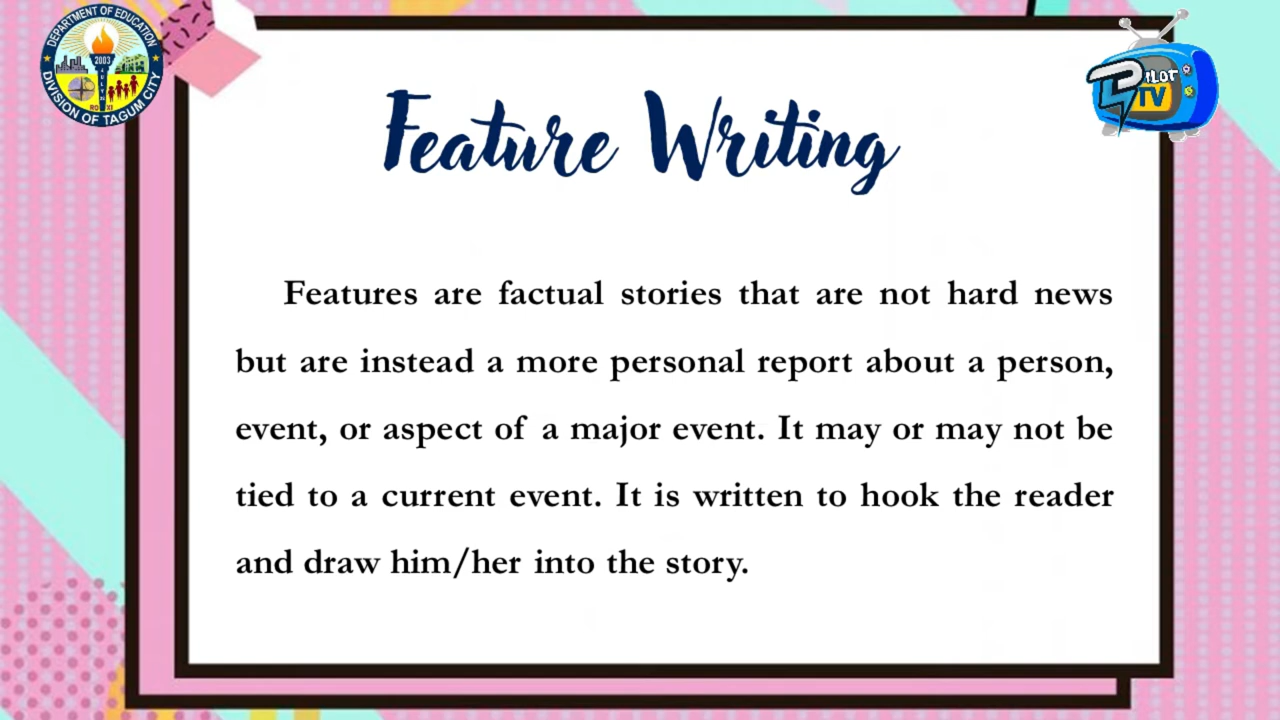 DEPARTMENT OF EDUCATION
2003
DIVISION OF TAGUM CITY
PILOT
TV
Feature Writing
Features are factual stories that are not hard news
but are instead a more personal report about a person,
event, or aspect of a major event. It may or may not be
tied to a current event. It is written to hook the reader
and draw him/her into the story.